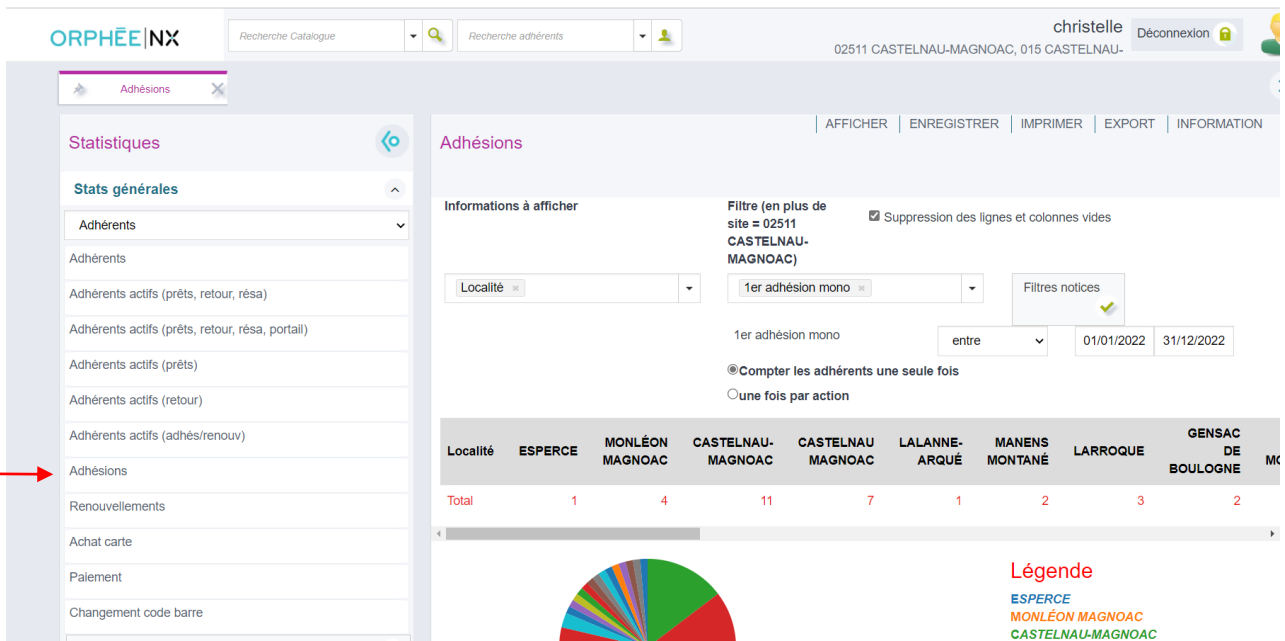 ORPHÉE|NX
Recherche Catalogue
Recherche adhérents
christelle
02511 CASTELNAU-MAGNOAC, 015 CASTELNAU-
Déconnexion
Adhésions
Statistiques
Stats générales
Adhérents
Adhérents
Adhérents actifs (prêts, retour, résa)
Adhérents actifs (prêts, retour, résa, portail)
Adhérents actifs (prêts)
Adhérents actifs (retour)
Adhérents actifs (adhés/renouv)
Adhésions
Renouvellements
Achat carte
Paiement
Changement code barre
AFFICHER ENREGISTRER IMPRIMER EXPORT INFORMATION
Adhésions
Informations à afficher
Filtre (en plus de
site = 02511
CASTELNAU-
MAGNOAC)
Suppression des lignes et colonnes vides
Localité
1er adhésion mono
Filtres notices
1er adhésion mono entre 01/01/2022 31/12/2022
Compter les adhérents une seule fois
une fois par action
Localité ESPERCE MONLÉON MAGNOAC CASTELNAU-MAGNOAC CASTELNAU MAGNOAC LALANNE-ARQUÉ MANENS MONTANÉ LARROQUE GENSAC DE BOULOGNE
Total 1 4 11 7 1 2 3 2
Légende
ESPERCE
MONLÉON MAGNOAC
CASTELNAU-MAGNOAC